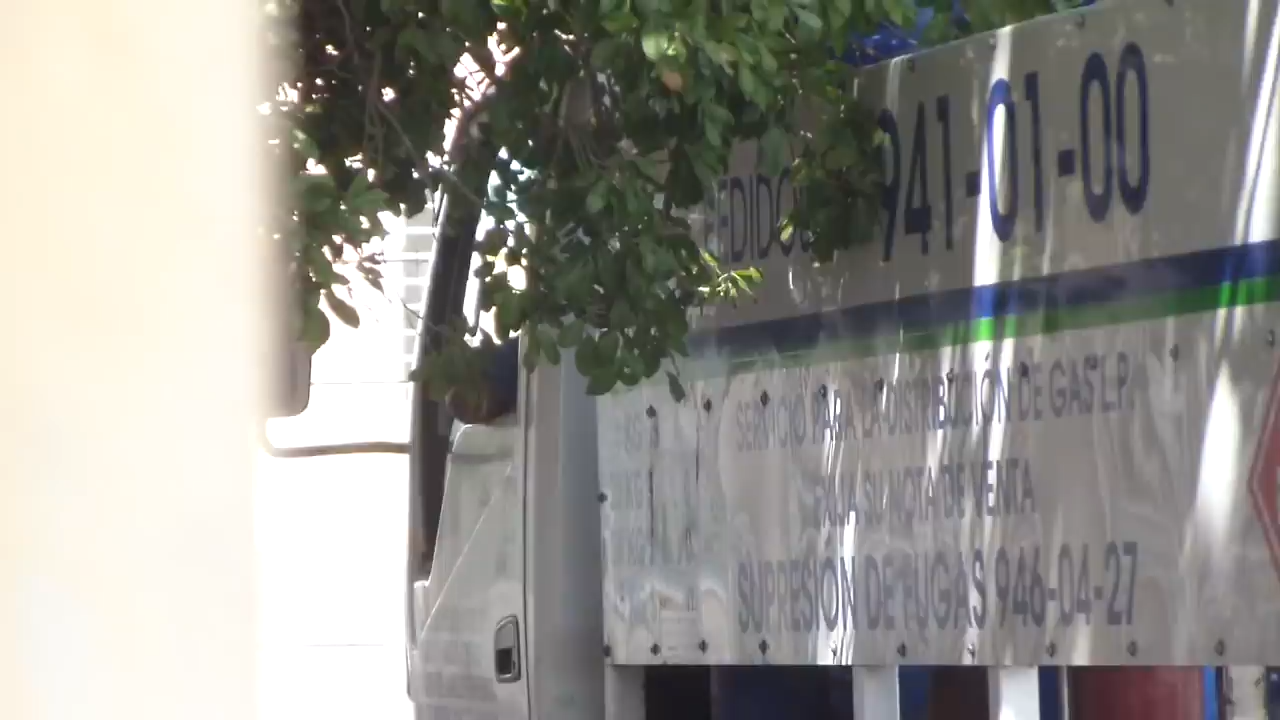 PEDIDOS 941-01-00
SERVICIO PARA LA DISTRIBUCIÓN DE GAS L.P.
EXIJA SU NOTA DE VENTA
SUPRESION DE FUGAS 946-04-27